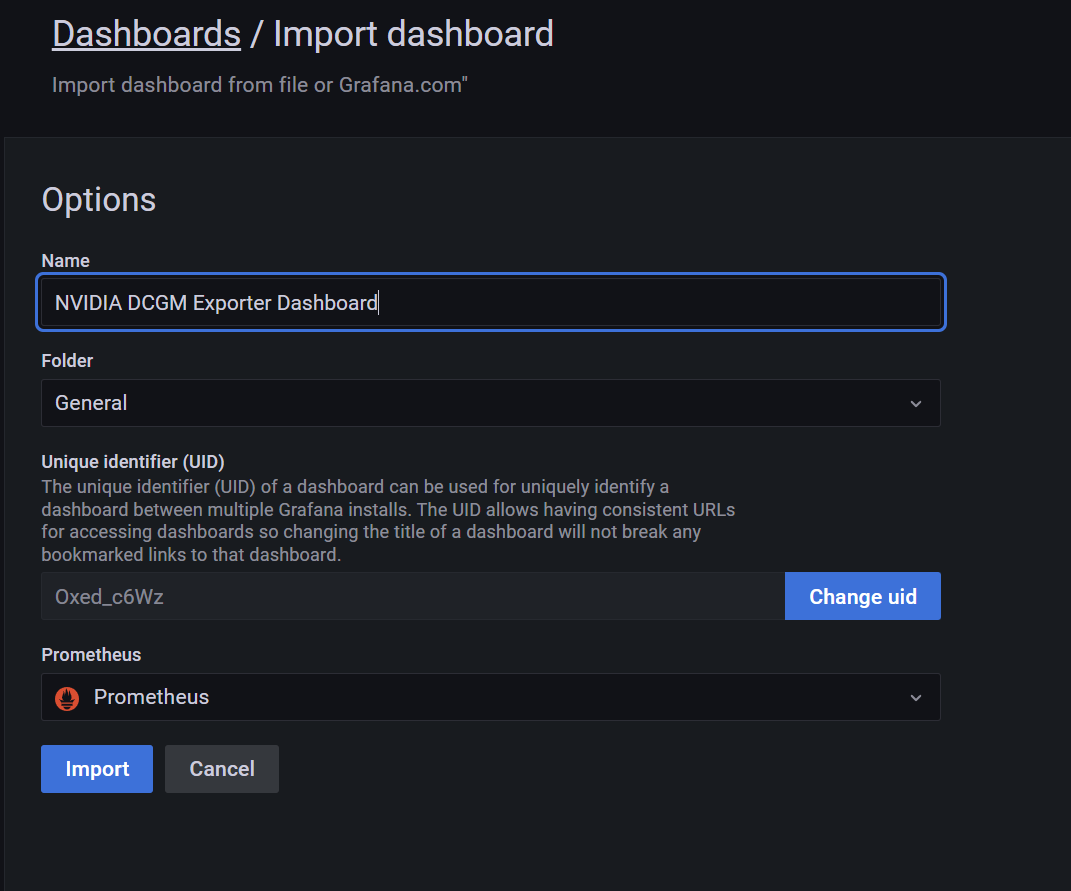 Dashboards / Import dashboard
Import dashboard from file or Grafana.com"
Options
Name
NVIDIA DCGM Exporter Dashboard
Folder
General
Unique identifier (UID)
The unique identifier (UID) of a dashboard can be used for uniquely identify a
dashboard between multiple Grafana installs. The UID allows having consistent URLs
for accessing dashboards so changing the title of a dashboard will not break any
bookmarked links to that dashboard.
Oxed_c6Wz
Change uid
Prometheus
Prometheus
Import
Cancel